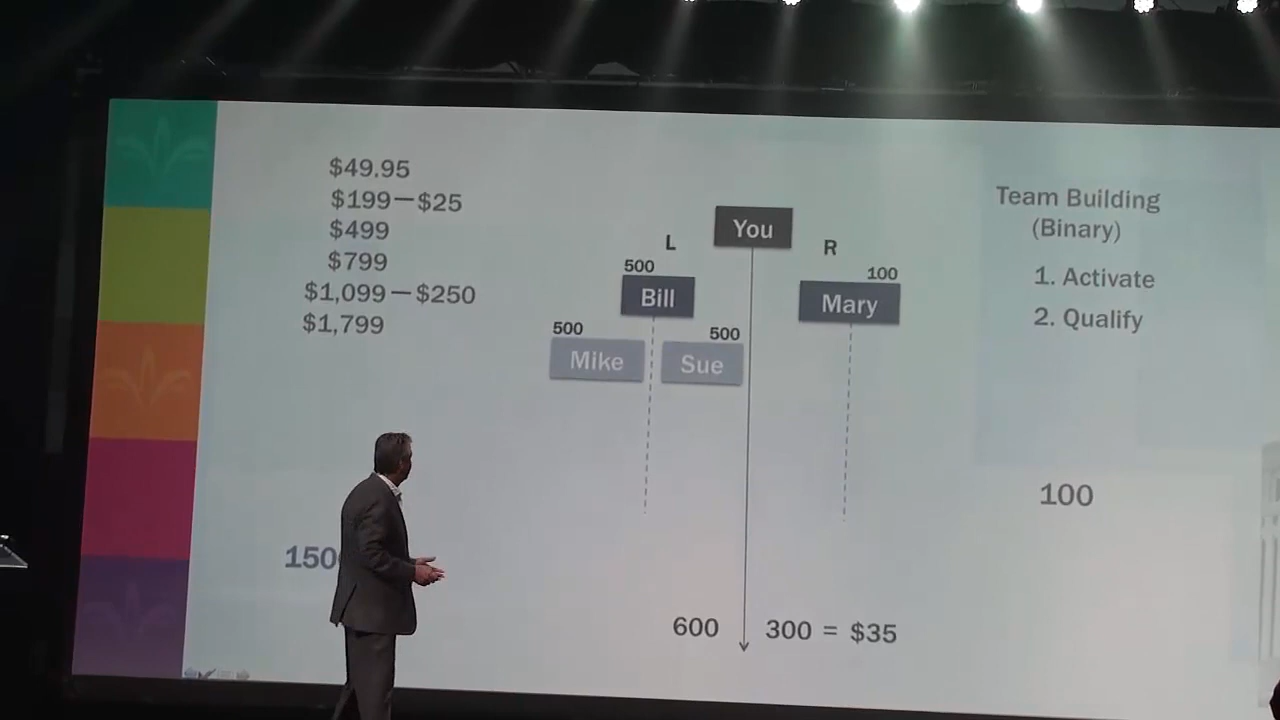 $49.95
$199—$25
$499
$799
$1,099—$250
$1,799
You
L
R
500
Bill
100
Mary
500
Mike
500
Sue
Team Building
(Binary)
1. Activate
2. Qualify
100
600
300 = $35